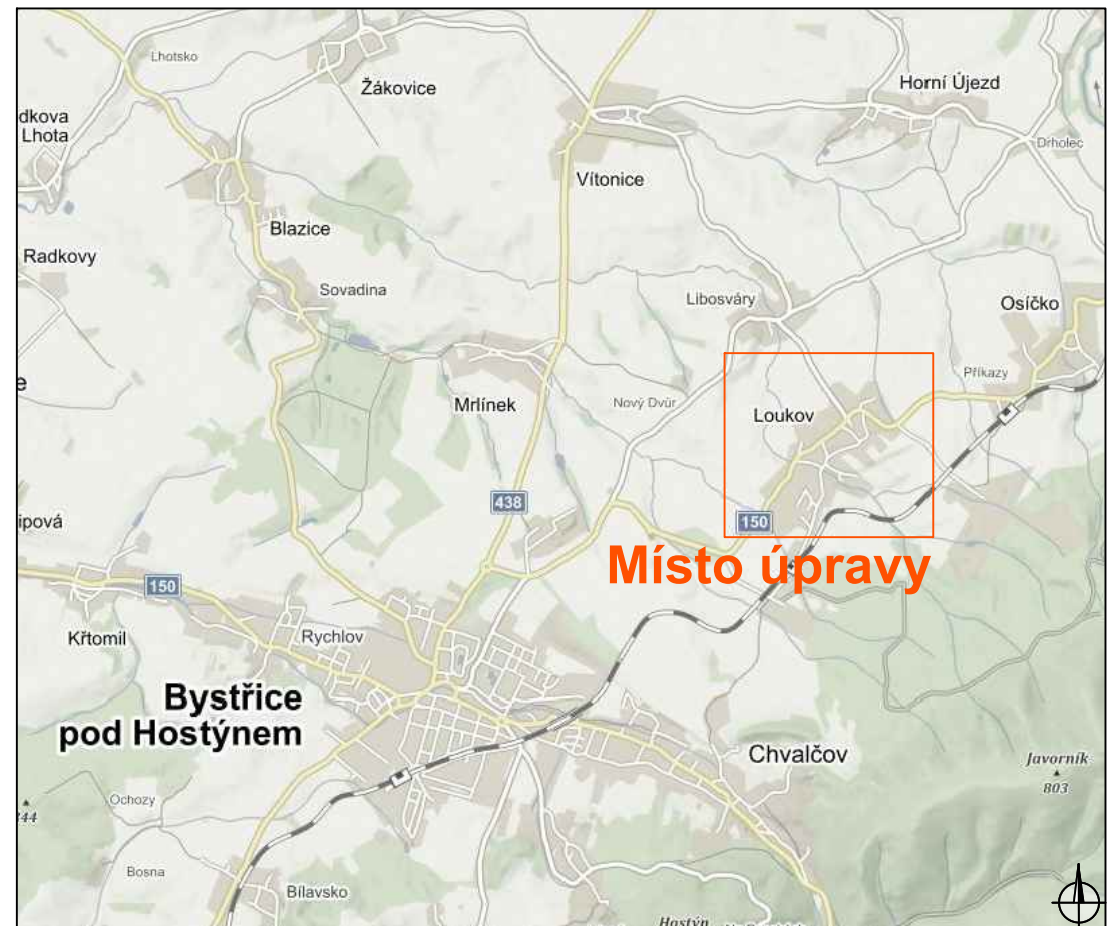 Lhotsko
Žákovice
Horní Újezd
dkova
Lhota
Drholec
Vítonice
Blazice
Radkovy
Sovadina
Libosváry
Osíčko
e
Příkazy
Mrlínek
Nový Dvůr
Loukov
438
150
ipová
Místo úpravy
150
Křtomil
Rychlov
Bystřice
pod Hostýnem
Chvalčov
Javorník
803
Ochozy
344
Bosna
Bílavsko
Hostýn